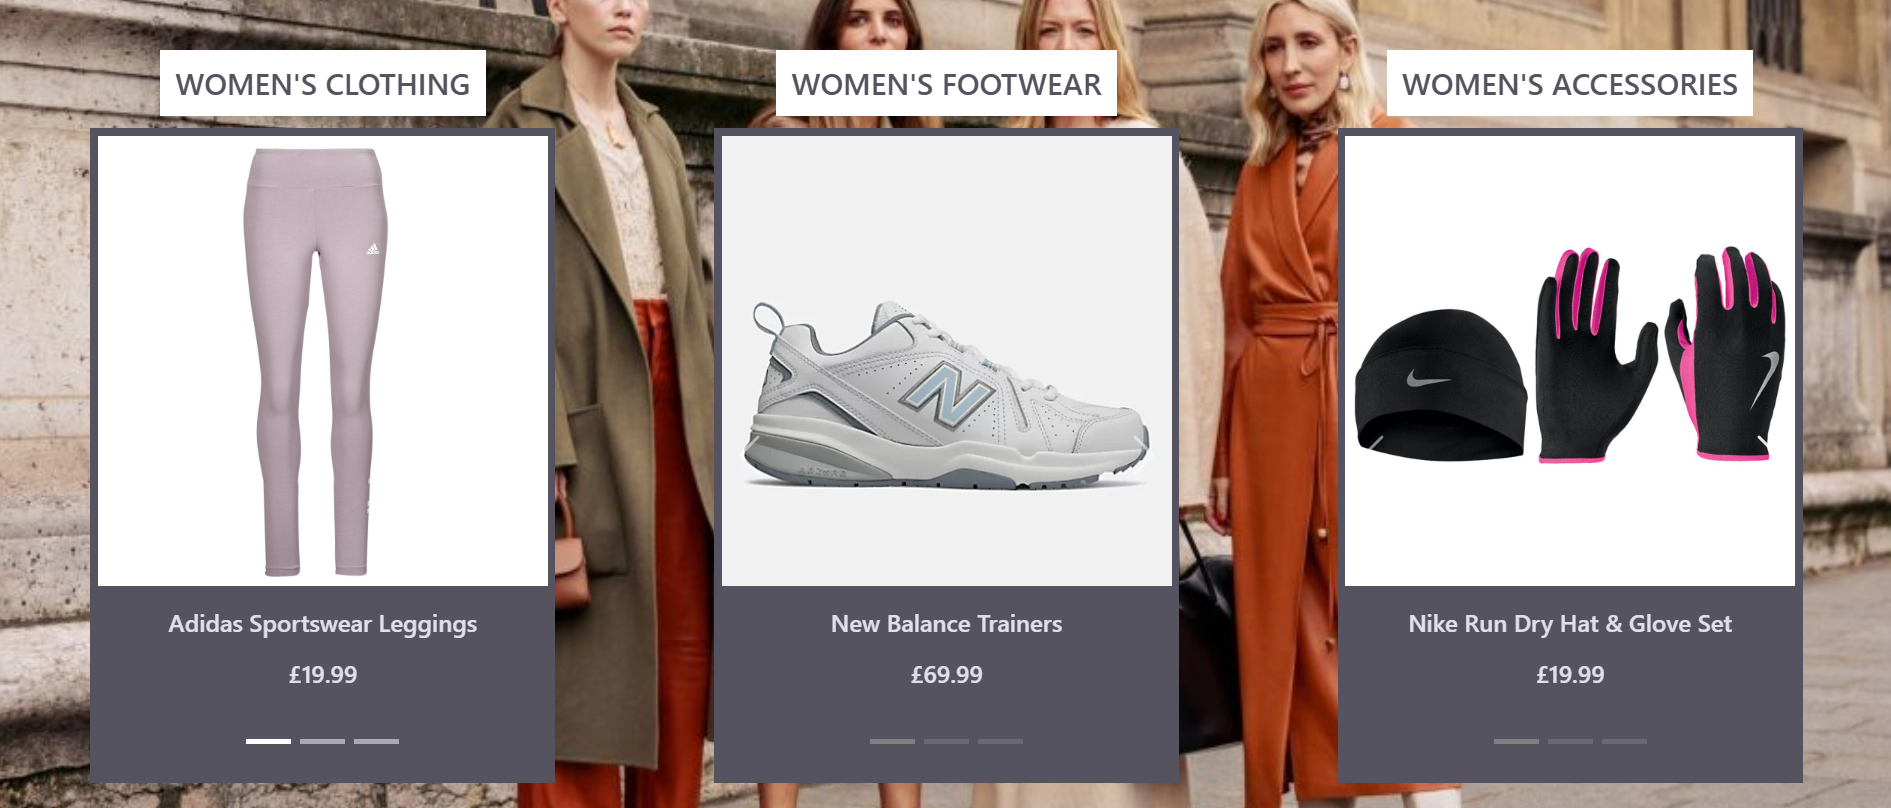 WOMEN'S CLOTHING
WOMEN'S FOOTWEAR
WOMEN'S ACCESSORIES
N
Adidas Sportswear Leggings
New Balance Trainers
Nike Run Dry Hat & Glove Set
£19.99
£69.99
£19.99